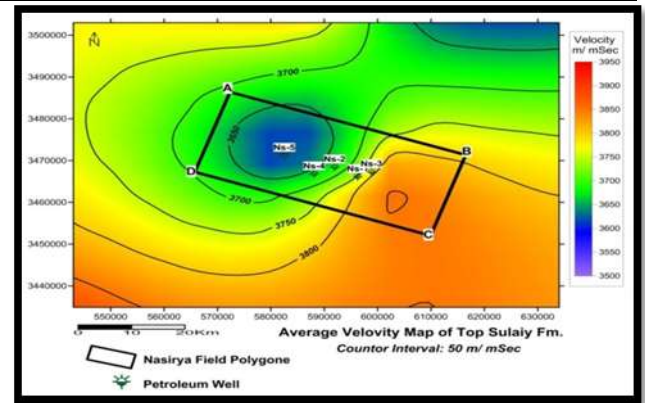 Velocity
m/ mSec
3950
3900
3850
3800
3750
3700
3650
3600
3550
3500
3500000
3490000
3480000
3470000
3460000
3450000
3440000
N
3700
A
3650
Ns-5
B
Ns-2
Ns-4
Ns-3
Ns-
D
3700
3750
3800
C
550000
560000
570000
580000
590000
600000
610000
620000
630000
0 10 20Km
Average Velovity Map of Top Sulaiy Fm.
Countor Interval: 50 m/ mSec
Nasirya Field Polygone
Petroleum Well